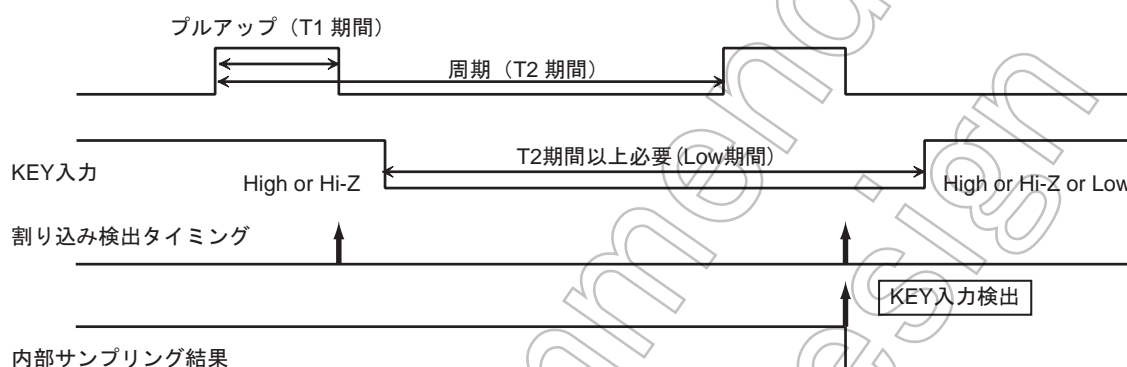 プルアップ（T1 期間）
周期（T2 期間）
KEY入力
High or Hi-Z
T2期間以上必要(Low期間)
High or Hi-Z or Low
割り込み検出タイミング
KEY入力検出
内部サンプリング結果